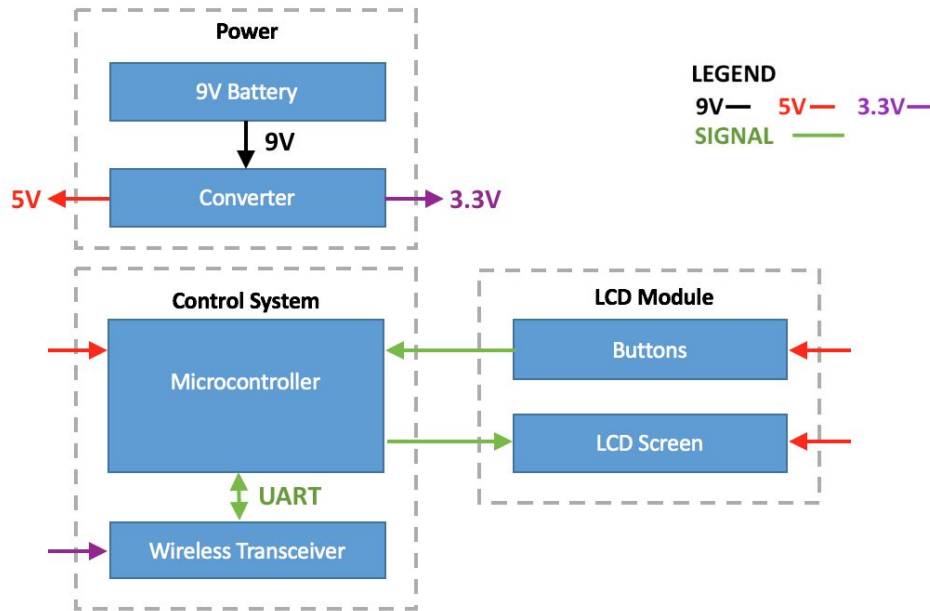 Power
9V Battery
9V
5V
Converter
3.3V
LEGEND
9V 5V 3.3V
SIGNAL
Control System
Microcontroller
UART
Wireless Transceiver
LCD Module
Buttons
LCD Screen